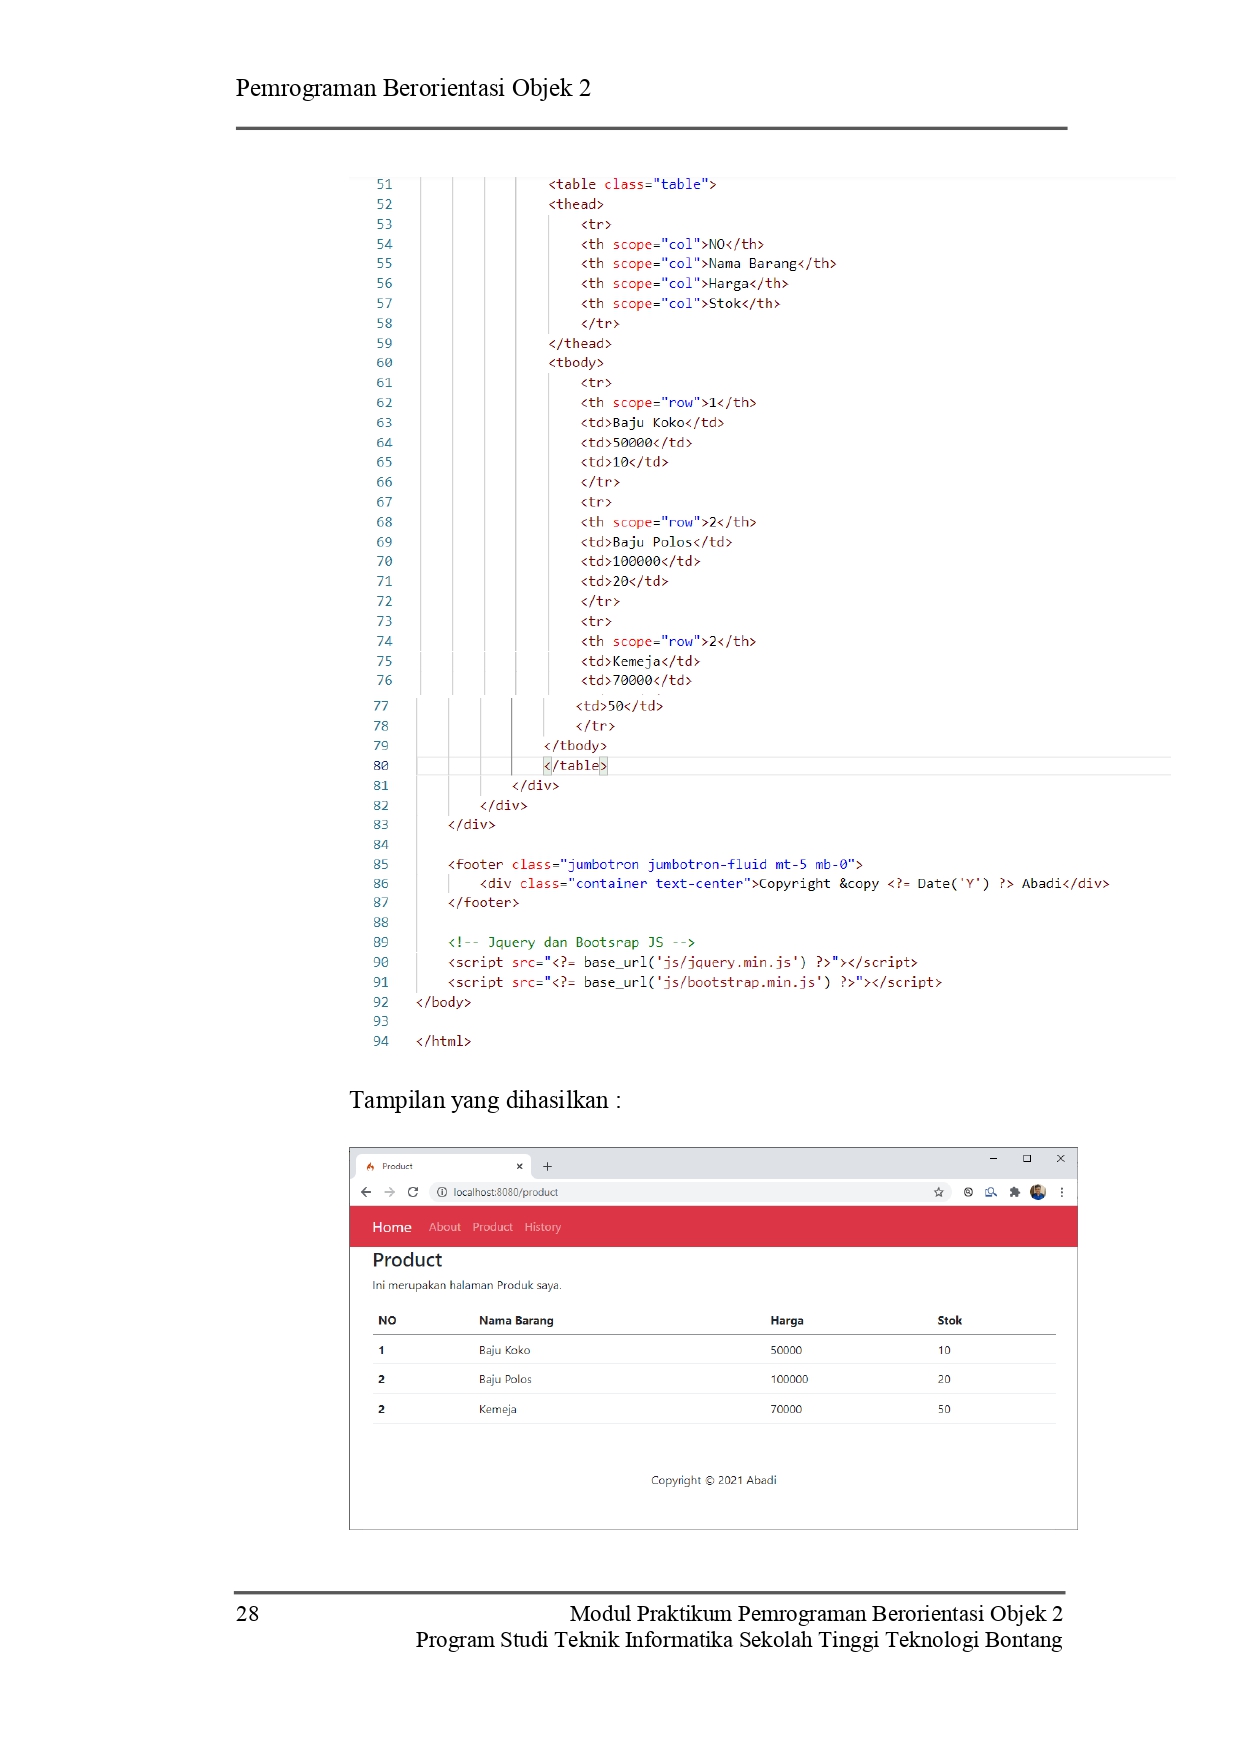 Pemrograman Berorientasi Objek 2
51 <table class="table">
52 <thead>
53 <tr>
54 <th scope="col">NO</th>
55 <th scope="col">Nama Barang</th>
56 <th scope="col">Harga</th>
57 <th scope="col">Stok</th>
58 </tr>
59 </thead>
60 <tbody>
61 <tr>
62 <th scope="row">1</th>
63 <td>Baju Koko</td>
64 <td>50000</td>
65 <td>10</td>
66 </tr>
67 <tr>
68 <th scope="row">2</th>
69 <td>Baju Polos</td>
70 <td>100000</td>
71 <td>20</td>
72 </tr>
73 <tr>
74 <th scope="row">2</th>
75 <td>Kemeja</td>
76 <td>70000</td>
77 <td>50</td>
78 </tr>
79 </tbody>
80 </table>
81 </div>
82 </div>
83 </div>
84
85 <footer class="jumbotron jumbotron-fluid mt-5 mb-0">
86 <div class="container text-center">Copyright &copy <?= Date('Y') ?> Abadi</div>
87 </footer>
88
89 <!-- Jquery dan Bootsrap JS -->
90 <script src="<?= base_url('js/jquery.min.js') ?>"></script>
91 <script src="<?= base_url('js/bootstrap.min.js') ?>"></script>
92 </body>
93
94 </html>
Tampilan yang dihasilkan :
Product
localhost:8080/product
Home About Product History
Product
Ini merupakan halaman Produk saya.
NO Nama Barang Harga Stok
1 Baju Koko 50000 10
2 Baju Polos 100000 20
2 Kemeja 70000 50
Copyright © 2021 Abadi
28 Modul Praktikum Pemrograman Berorientasi Objek 2
Program Studi Teknik Informatika Sekolah Tinggi Teknologi Bontang